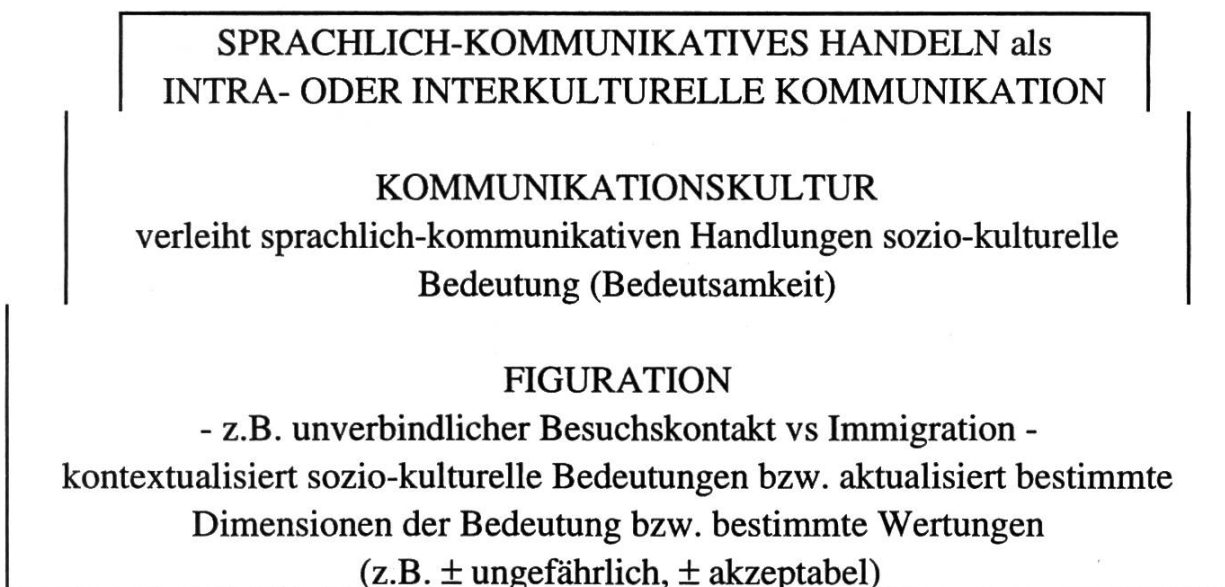 SPRACHLICH-KOMMUNIKATIVES HANDELN als
INTRA- ODER INTERKULTURELLE KOMMUNIKATION
KOMMUNIKATIONSKULTUR
verleiht sprachlich-kommunikativen Handlungen sozio-kulturelle
Bedeutung (Bedeutsamkeit)
FIGURATION
- z.B. unverbindlicher Besuchskontakt vs Immigration -
kontextualisiert sozio-kulturelle Bedeutungen bzw. aktualisiert bestimmte
Dimensionen der Bedeutung bzw. bestimmte Wertungen
(z.B. ± ungefährlich, ± akzeptabel)